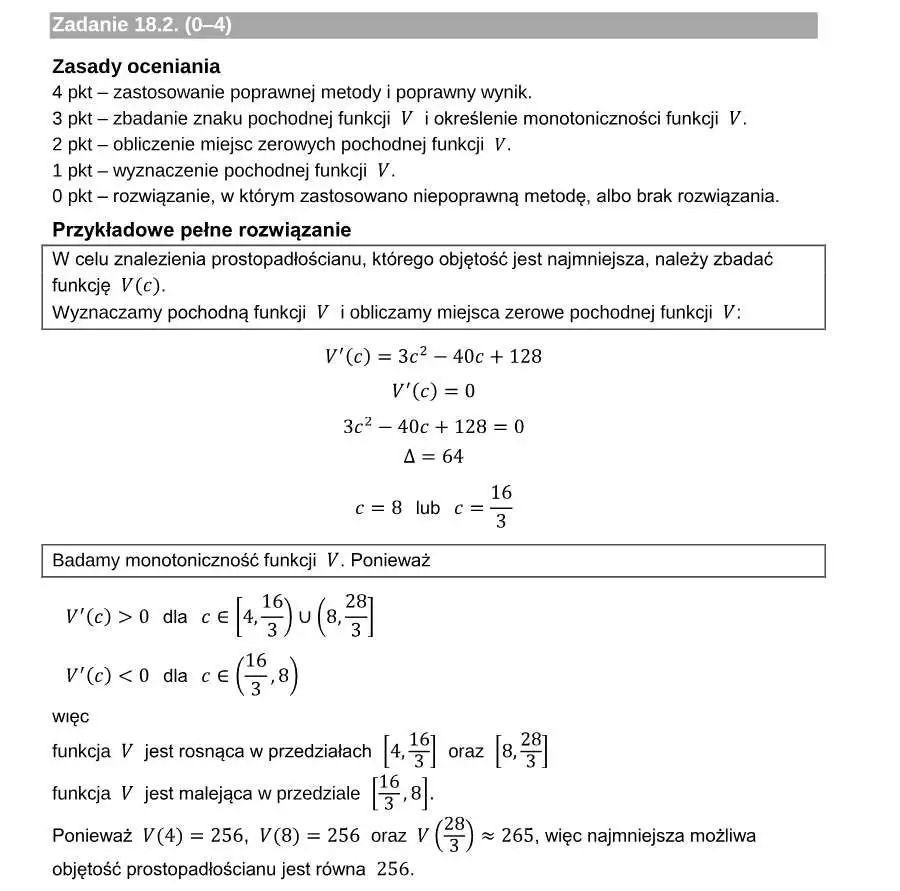 Zadanie 18.2. (0–4)
Zasady oceniania
4 pkt – zastosowanie poprawnej metody i poprawny wynik.
3 pkt – zbadanie znaku pochodnej funkcji V i określenie monotoniczności funkcji V.
2 pkt – obliczenie miejsc zerowych pochodnej funkcji V.
1 pkt – wyznaczenie pochodnej funkcji V.
0 pkt – rozwiązanie, w którym zastosowano niepoprawną metodę, albo brak rozwiązania.
Przykładowe pełne rozwiązanie
W celu znalezienia prostopadłościanu, którego objętość jest najmniejsza, należy zbadać
funkcję V(c).
Wyznaczamy pochodną funkcji V i obliczamy miejsca zerowe pochodnej funkcji V:
V′(c) = 3c² − 40c + 128
V′(c) = 0
3c² − 40c + 128 = 0
Δ = 64
c = 8 lub c = 16/3
Badamy monotoniczność funkcji V. Ponieważ
V′(c) > 0 dla c ∈ [4, 16/3) ∪ (8, 28/3]
V′(c) < 0 dla c ∈ (16/3, 8)
więc
funkcja V jest rosnąca w przedziałach [4, 16/3] oraz [8, 28/3]
funkcja V jest malejąca w przedziale [16/3, 8].
Ponieważ V(4) = 256, V(8) = 256 oraz V(28/3) ≈ 265, więc najmniejsza możliwa
objętość prostopadłościanu jest równa 256.